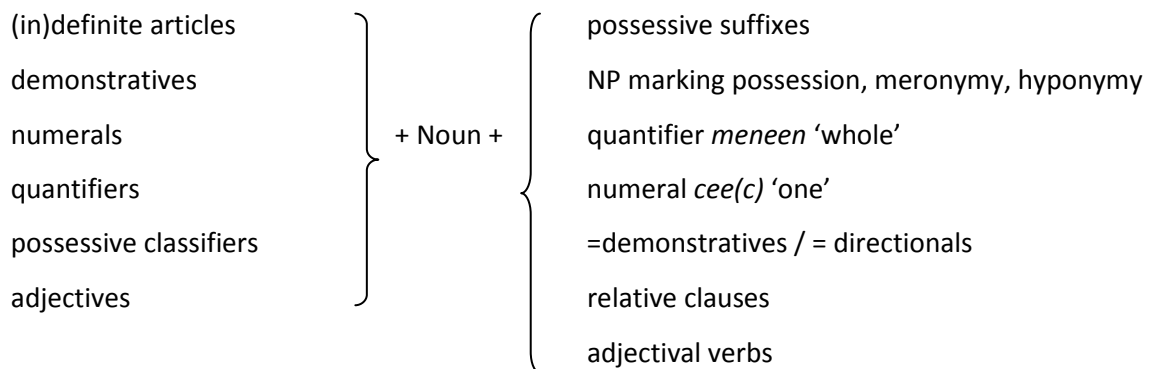 (in)definite articles possessive suffixes
demonstratives NP marking possession, meronymy, hyponymy
numerals + Noun + quantifier meneen ‘whole’
quantifiers numeral cee(c) ‘one’
possessive classifiers =demonstratives / = directionals
adjectives relative clauses
adjectival verbs